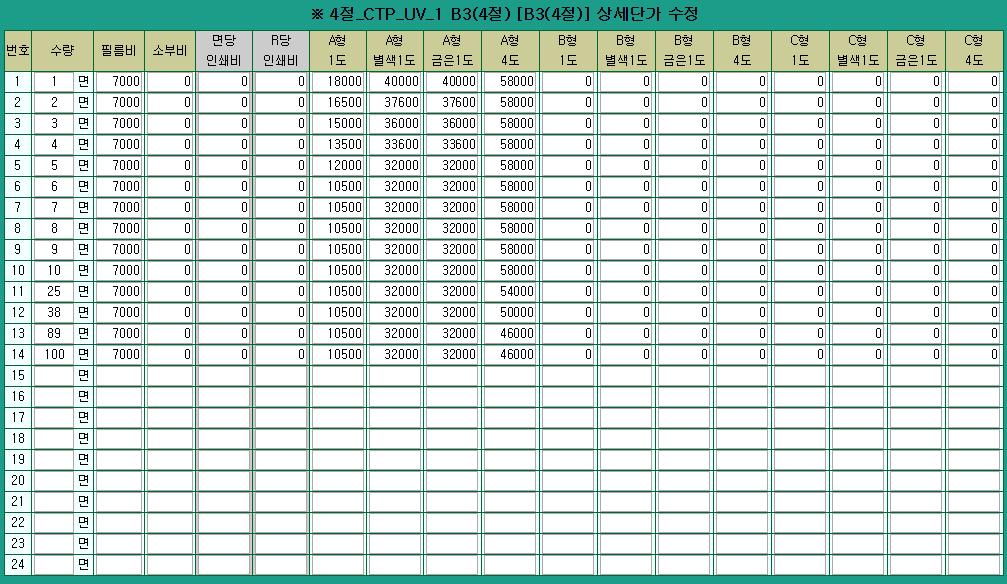 ※ 4절_CTP_UV_1 B3(4절) [B3(4절)] 상세단가 수정
번호 수량 필름비 소부비 면당 인쇄비 R당 인쇄비 A형 1도 A형 별색1도 A형 금은1도 A형 4도 B형 1도 B형 별색1도 B형 금은1도 B형 4도 C형 1도 C형 별색1도 C형 금은1도 C형 4도
1 1 면 7000 0 0 0 18000 40000 40000 58000 0 0 0 0 0 0 0 0
2 2 면 7000 0 0 0 16500 37600 37600 58000 0 0 0 0 0 0 0 0
3 3 면 7000 0 0 0 15000 36000 36000 58000 0 0 0 0 0 0 0 0
4 4 면 7000 0 0 0 13500 33600 33600 58000 0 0 0 0 0 0 0 0
5 5 면 7000 0 0 0 12000 32000 32000 58000 0 0 0 0 0 0 0 0
6 6 면 7000 0 0 0 10500 32000 32000 58000 0 0 0 0 0 0 0 0
7 7 면 7000 0 0 0 10500 32000 32000 58000 0 0 0 0 0 0 0 0
8 8 면 7000 0 0 0 10500 32000 32000 58000 0 0 0 0 0 0 0 0
9 9 면 7000 0 0 0 10500 32000 32000 58000 0 0 0 0 0 0 0 0
10 10 면 7000 0 0 0 10500 32000 32000 58000 0 0 0 0 0 0 0 0
11 25 면 7000 0 0 0 10500 32000 32000 54000 0 0 0 0 0 0 0 0
12 38 면 7000 0 0 0 10500 32000 32000 50000 0 0 0 0 0 0 0 0
13 89 면 7000 0 0 0 10500 32000 32000 46000 0 0 0 0 0 0 0 0
14 100 면 7000 0 0 0 10500 32000 32000 46000 0 0 0 0 0 0 0 0
15 면
16 면
17 면
18 면
19 면
20 면
21 면
22 면
23 면
24 면